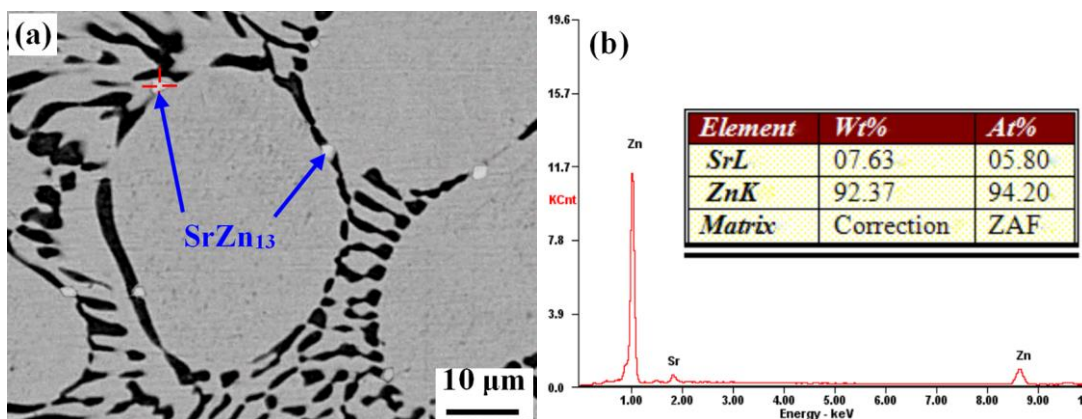 (a)
SrZn₁₃
10 μm
(b)
19.6
15.7
11.7
KCnt
7.8
3.9
0.0
Zn
Sr
Zn
Element Wt% At%
SrL 07.63 05.80
ZnK 92.37 94.20
Matrix Correction ZAF
1.00 2.00 3.00 4.00 5.00 6.00 7.00 8.00 9.00
Energy - keV